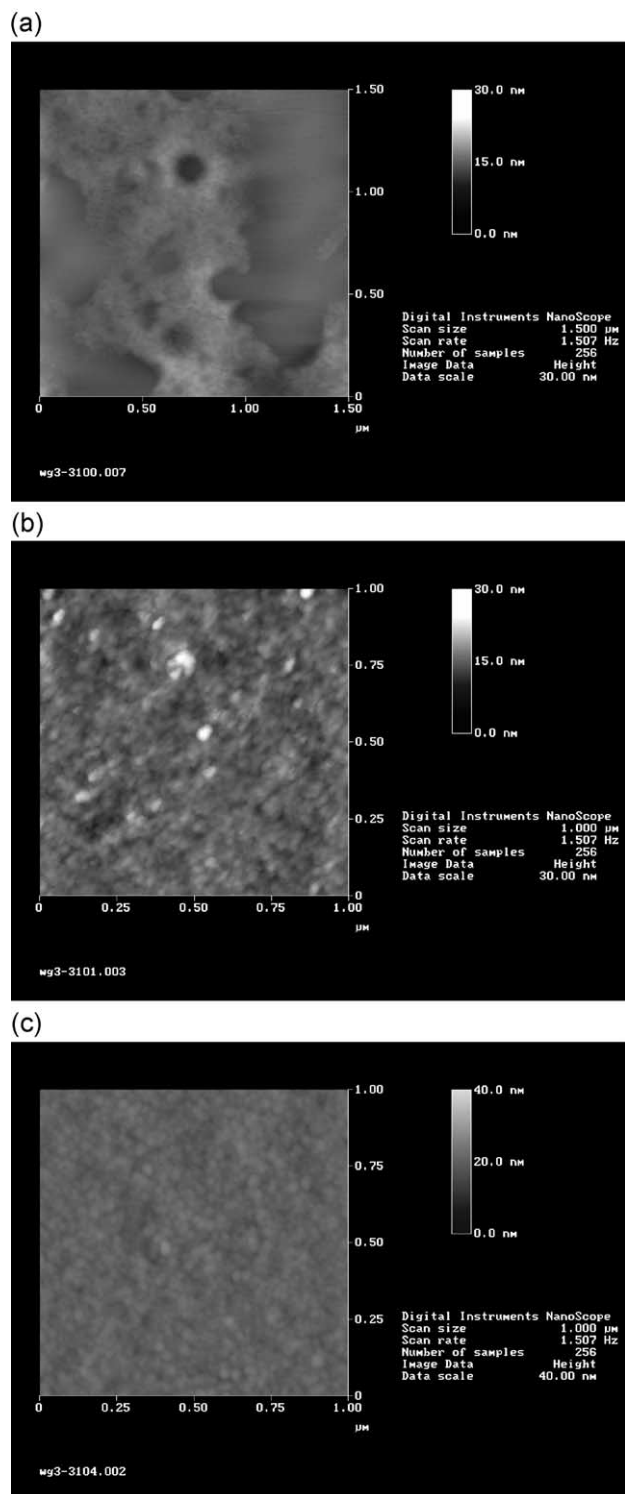 (a)
30.0 nm
15.0 nm
0.0 nm
1.50
1.00
0.50
0
0 0.50 1.00 1.50
μM
Digital Instruments NanoScope
Scan size 1.500 μm
Scan rate 1.507 Hz
Number of samples 256
Image Data Height
Data scale 30.00 nm
wg3-3100.007
(b)
30.0 nm
15.0 nm
0.0 nm
1.00
0.75
0.50
0.25
0
0 0.25 0.50 0.75 1.00
μM
Digital Instruments NanoScope
Scan size 1.000 μm
Scan rate 1.507 Hz
Number of samples 256
Image Data Height
Data scale 30.00 nm
wg3-3101.003
(c)
40.0 nm
20.0 nm
0.0 nm
1.00
0.75
0.50
0.25
0
0 0.25 0.50 0.75 1.00
μM
Digital Instruments NanoScope
Scan size 1.000 μm
Scan rate 1.507 Hz
Number of samples 256
Image Data Height
Data scale 40.00 nm
wg3-3104.002